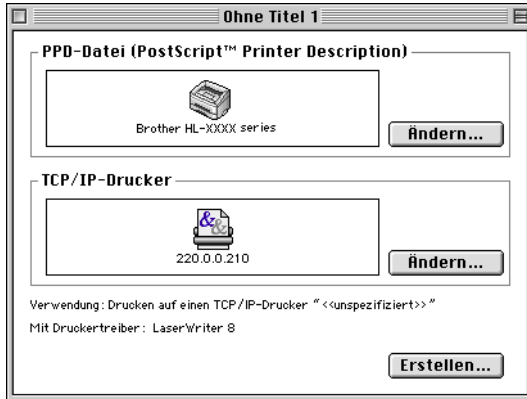 Ohne Titel 1
PPD-Datei (PostScript™ Printer Description)
Brother HL-XXXX series
Ändern...
TCP/IP-Drucker
&&
220.0.0.210
Ändern...
Verwendung: Drucken auf einen TCP/IP-Drucker "<<unspezifiziert>>"
Mit Druckertreiber: LaserWriter 8
Erstellen...